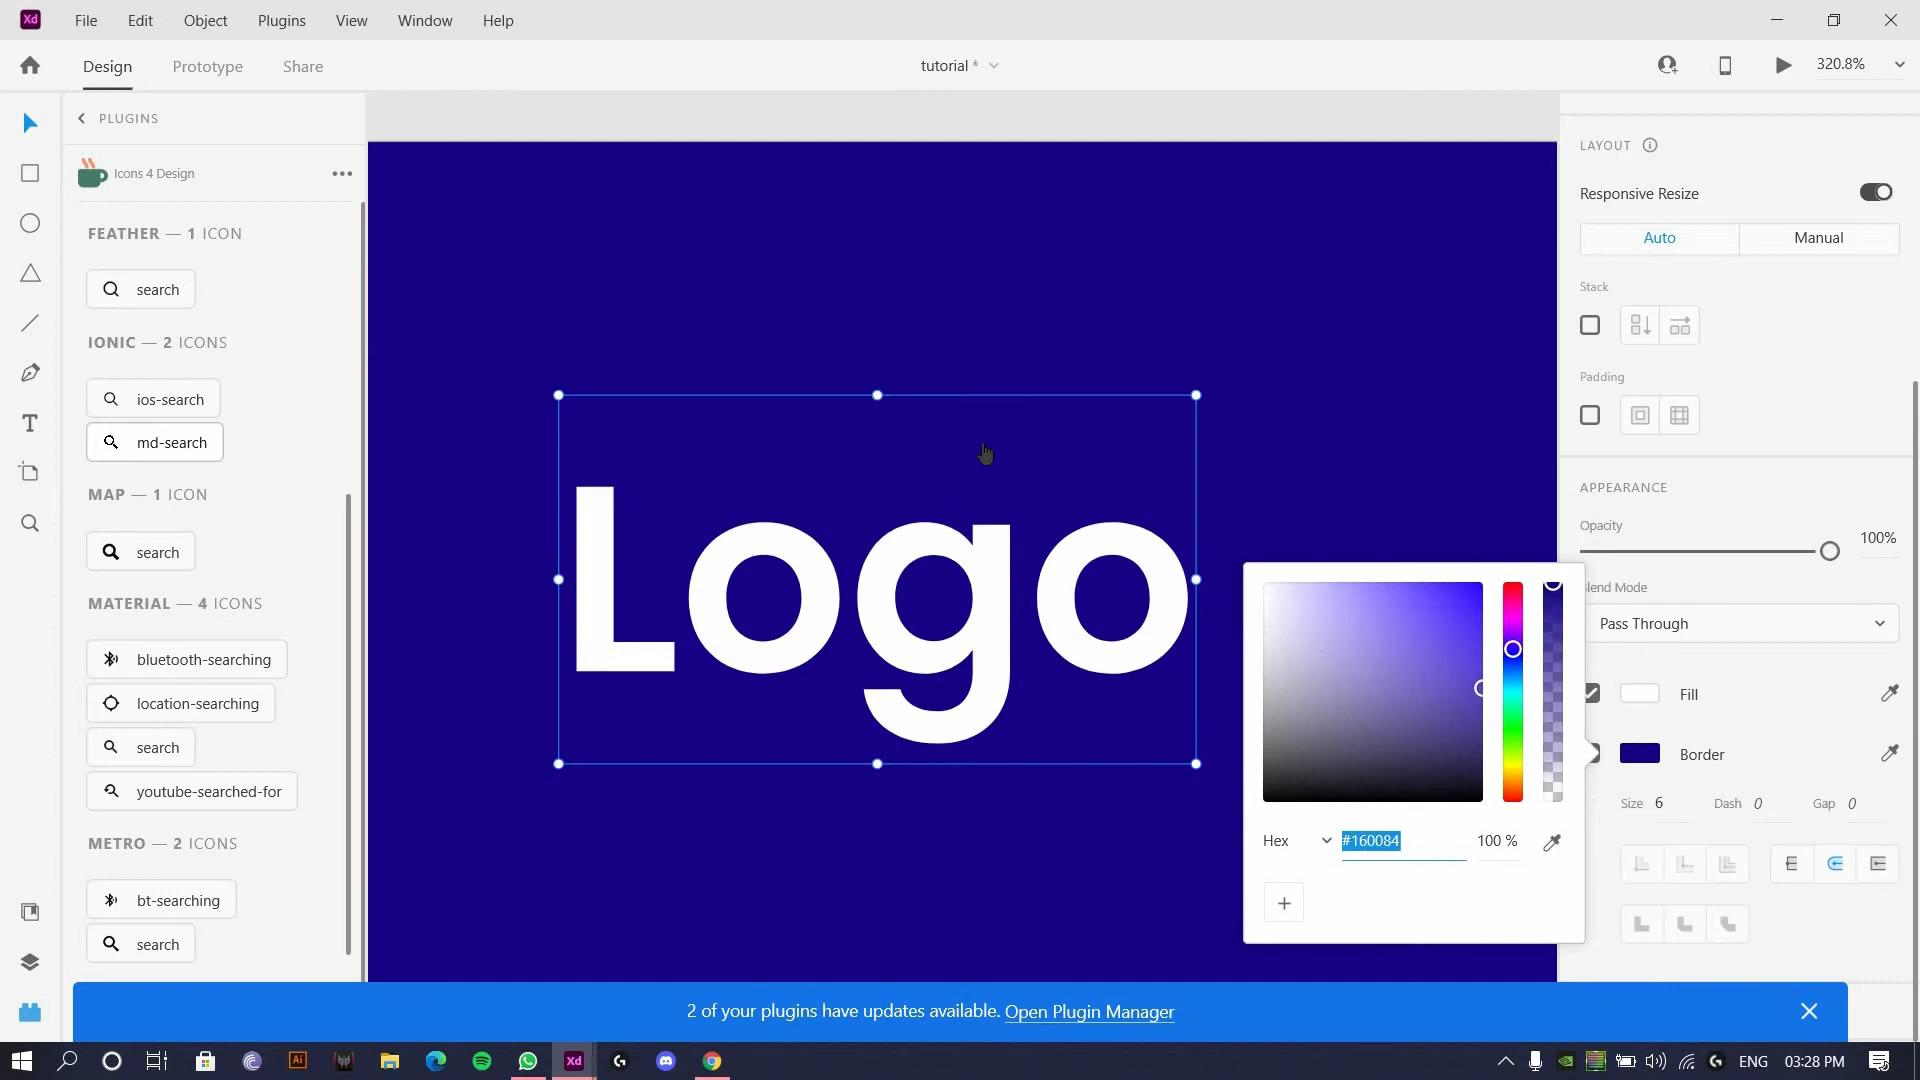 Xd File Edit Object Plugins View Window Help
Design Prototype Share
tutorial *
320.8%
PLUGINS
Icons 4 Design
•••
FEATHER — 1 ICON
search
IONIC — 2 ICONS
ios-search
md-search
MAP — 1 ICON
search
MATERIAL — 4 ICONS
bluetooth-searching
location-searching
search
youtube-searched-for
METRO — 2 ICONS
bt-searching
search
Logo
LAYOUT
Responsive Resize
Auto Manual
Stack
Padding
APPEARANCE
Opacity
100%
Blend Mode
Pass Through
Fill
Border
Size 6 Dash 0 Gap 0
Hex #160084 100 %
+
2 of your plugins have updates available. Open Plugin Manager
Ai Xd ENG 03:28 PM